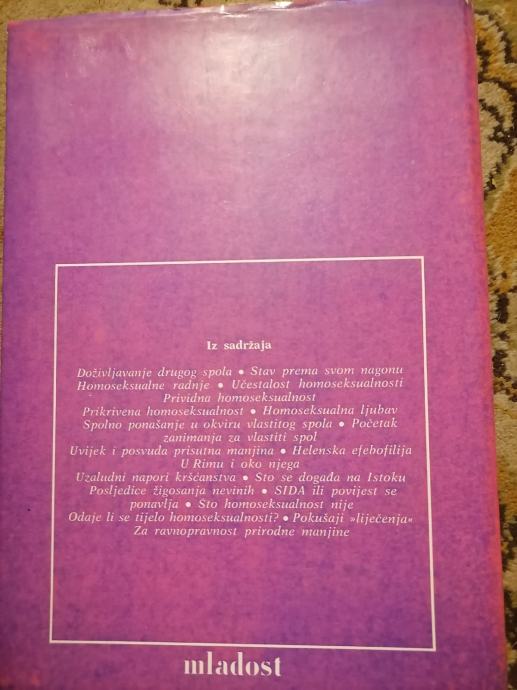 Iz sadržaja
Doživljavanje drugog spola • Stav prema svom nagonu
Homoseksualne radnje • Učestalost homoseksualnosti
Prividna homoseksualnost
Prikrivena homoseksualnost • Homoseksualna ljubav
Spolno ponašanje u okviru vlastitog spola • Početak
zanimanja za vlastiti spol
Uvijek i posvuda prisutna manjina • Helenska efebofilija
U Rimu i oko njega
Uzaludni napori kršćanstva • Što se događa na Istoku
Posljedice žigosanja nevinih • SIDA ili povijest se
ponavlja • Što homoseksualnost nije
Odaje li se tijelo homoseksualnosti? • Pokušaji »liječenja«
Za ravnopravnost prirodne manjine
mladost